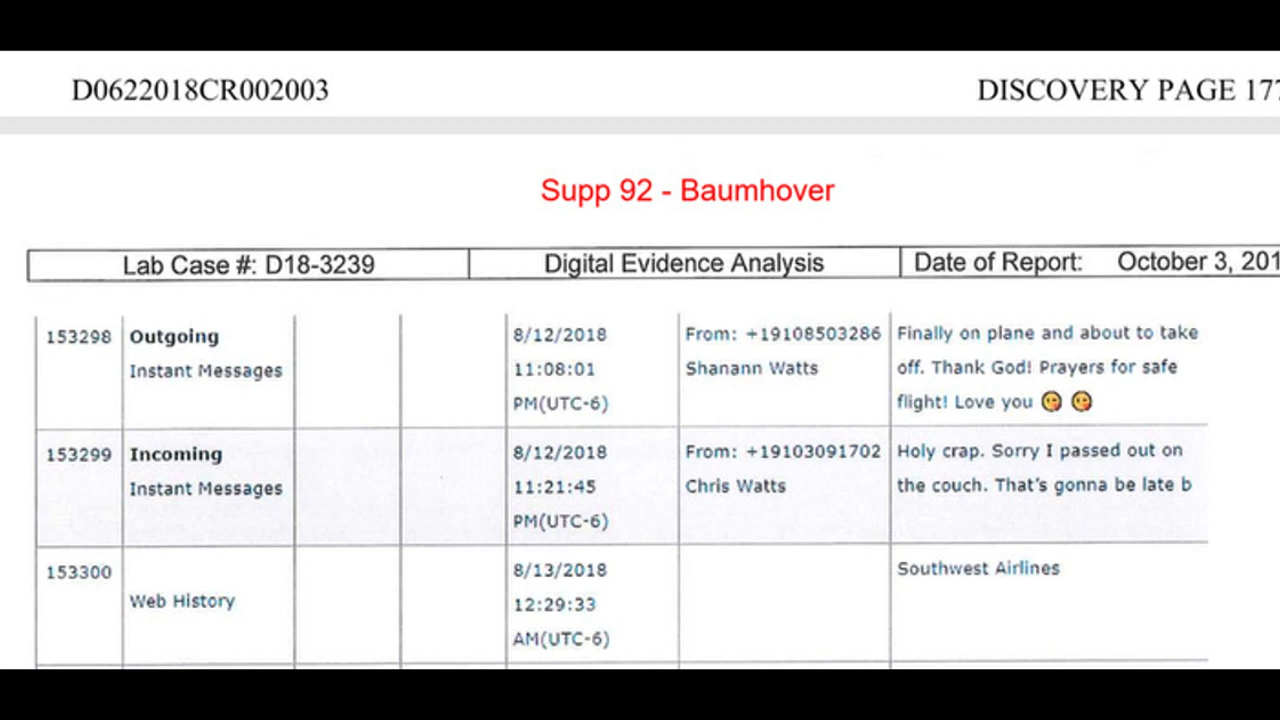 D0622018CR002003
DISCOVERY PAGE 177
Supp 92 - Baumhover
Lab Case #: D18-3239
Digital Evidence Analysis
Date of Report: October 3, 201
153298
Outgoing
Instant Messages
8/12/2018
11:08:01
PM(UTC-6)
From: +19108503286
Shanann Watts
Finally on plane and about to take
off. Thank God! Prayers for safe
flight! Love you 😘 😘
153299
Incoming
Instant Messages
8/12/2018
11:21:45
PM(UTC-6)
From: +19103091702
Chris Watts
Holy crap. Sorry I passed out on
the couch. That's gonna be late b
153300
Web History
8/13/2018
12:29:33
AM(UTC-6)
Southwest Airlines